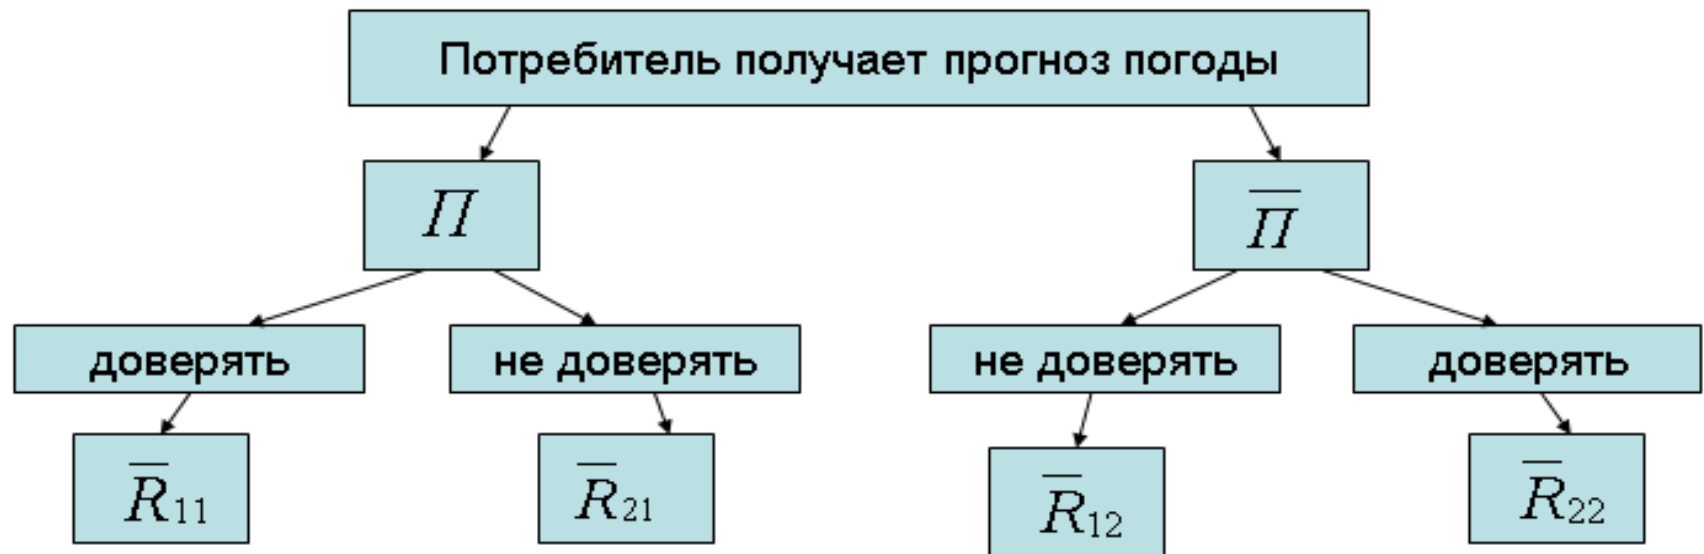 Потребитель получает прогноз погоды
П П̅
доверять не доверять не доверять доверять
R̅₁₁ R̅₂₁ R̅₁₂ R̅₂₂